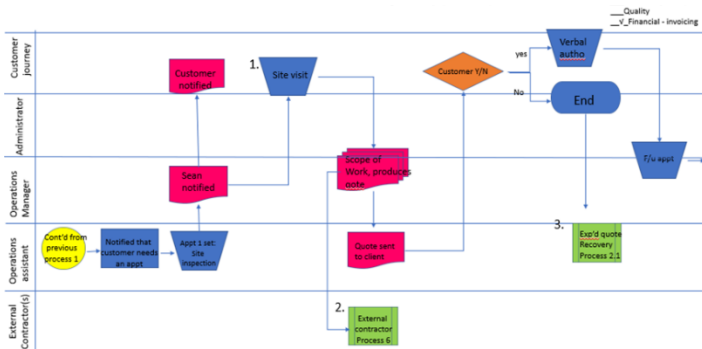 ___Quality
__√_Financial - invoicing
Customer
journey
Administrator
Operations
Manager
Operations
assistant
External
Contractor(s)
Customer
notified
1.
Site visit
Customer Y/N
yes
No
Verbal
autho
End
Sean
notified
Scope of
Work, produces
qote
F/u appt
Cont'd from
previous
process 1
Notified that
customer needs
an appt
Appt 1 set:
Site
Inspection
Quote sent
to client
3.
Exp'd quote
Recovery
Process 2.1
2.
External
contractor
Process 6